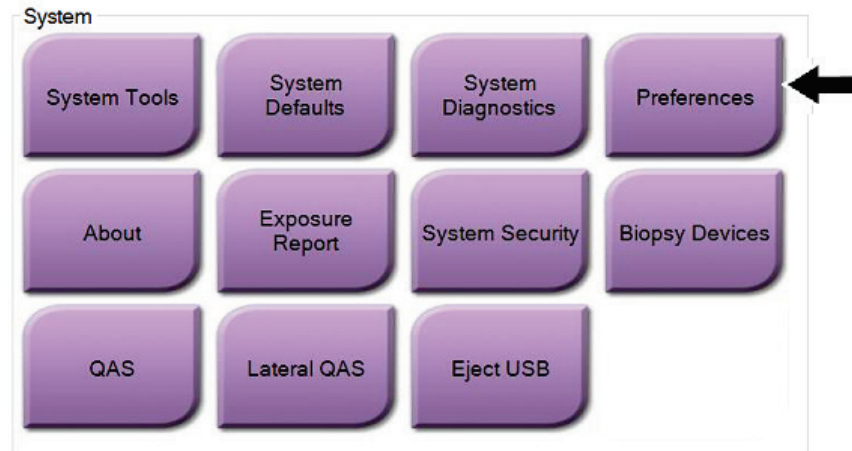 System
System Tools
System
Defaults
System
Diagnostics
Preferences
About
Exposure
Report
System Security
Biopsy Devices
QAS
Lateral QAS
Eject USB